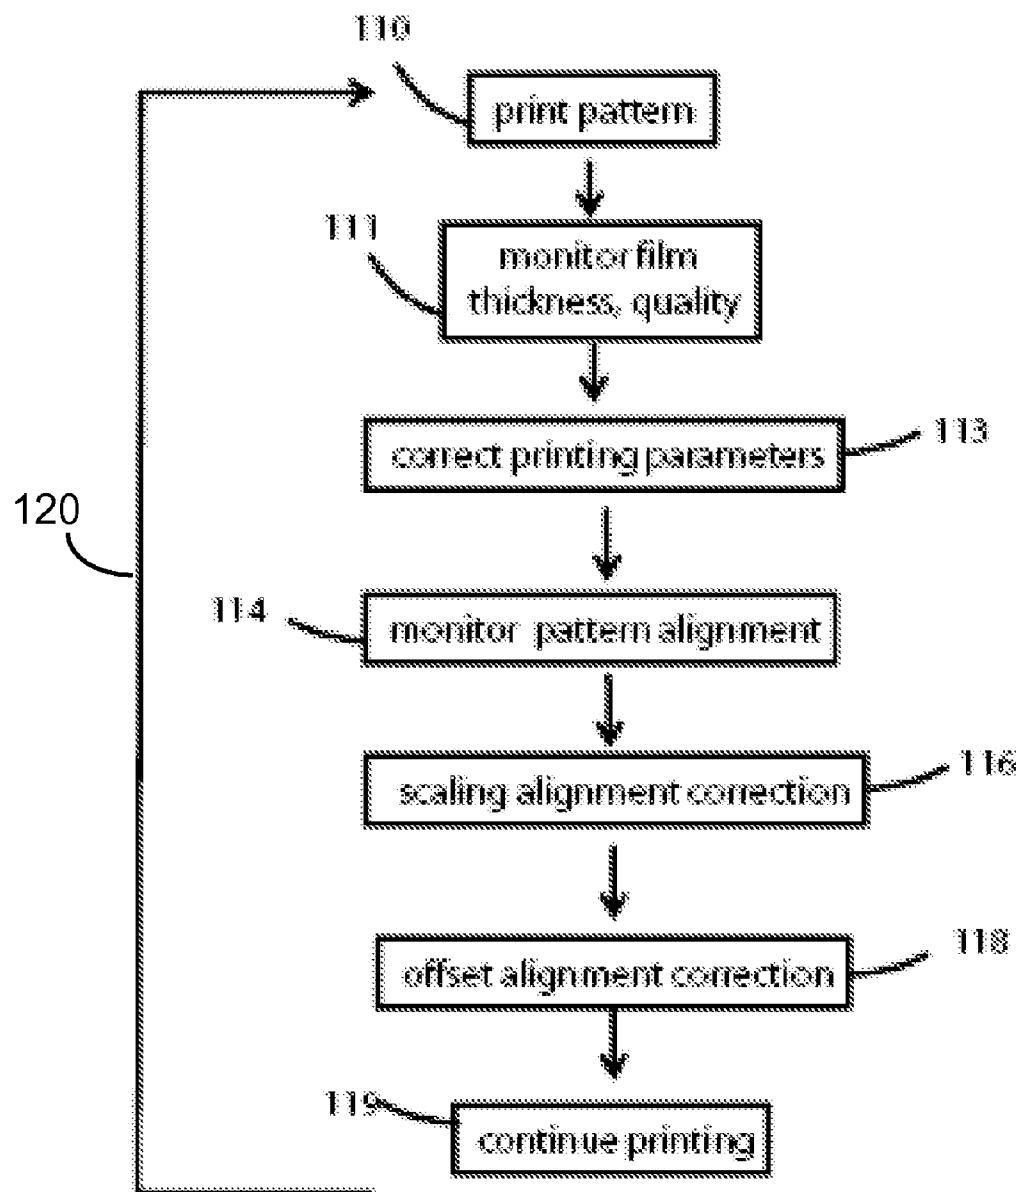 110
print pattern
111
monitor film
thickness, quality
correct printing parameters
113
120
114
monitor pattern alignment
scaling alignment correction
116
offset alignment correction
118
119
continue printing